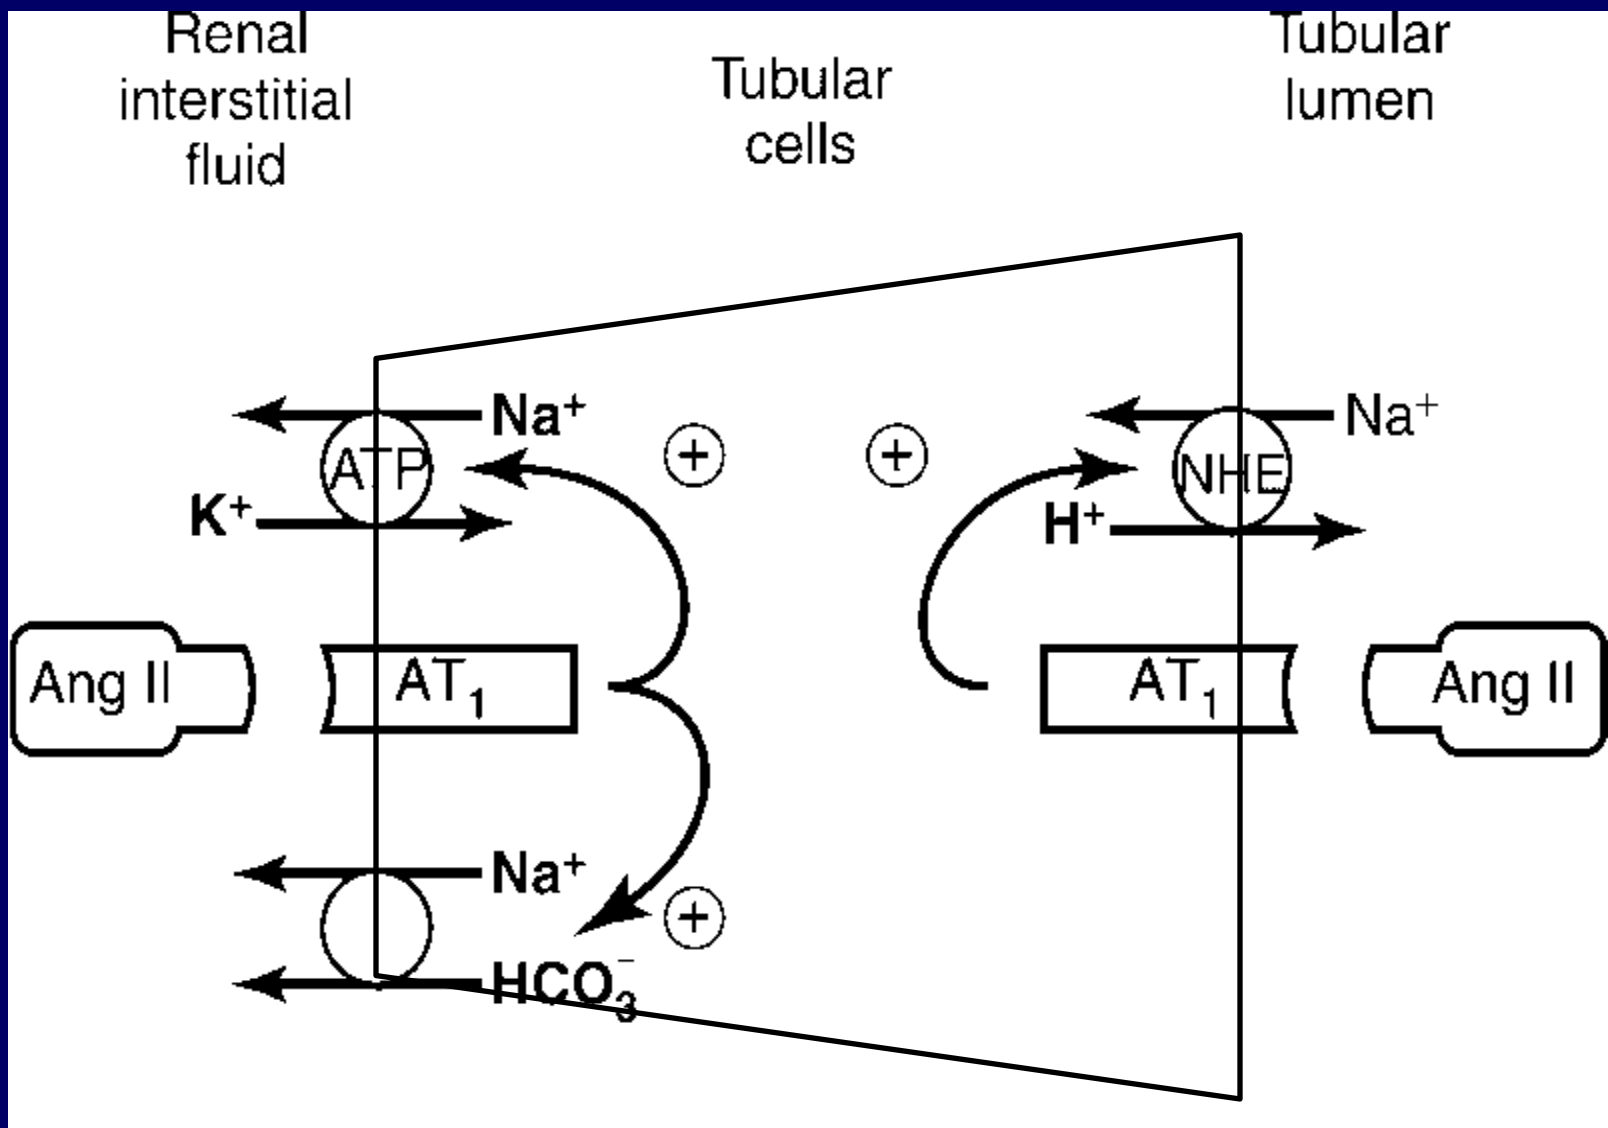 Renal
interstitial
fluid
Tubular
cells
Tubular
lumen
Na⁺
ATP
K⁺
+
+
Na⁺
NHE
H⁺
Ang II
AT₁
AT₁
Ang II
Na⁺
+
HCO₃⁻